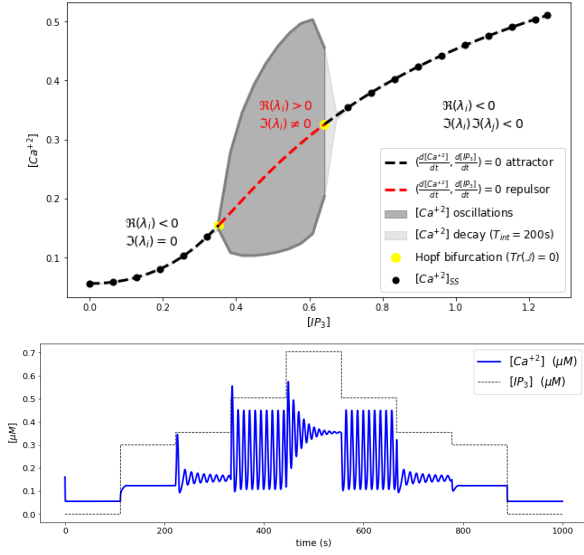 0.5
0.4
0.3
0.2
0.1
[Ca⁺²]
ℜ(λᵢ) > 0
ℑ(λᵢ) ≠ 0
ℜ(λᵢ) < 0
ℑ(λᵢ)ℑ(λⱼ) < 0
ℜ(λᵢ) < 0
ℑ(λᵢ) = 0
(d[Ca⁺²]/dt, d[IP₃]/dt) = 0 attractor
(d[Ca⁺²]/dt, d[IP₃]/dt) = 0 repulsor
[Ca⁺²] oscillations
[Ca⁺²] decay (T_int = 200s)
Hopf bifurcation (Tr(𝒥) = 0)
[Ca⁺²]_SS
0.0 0.2 0.4 0.6 0.8 1.0 1.2
[IP₃]
0.7
0.6
0.5
0.4
0.3
0.2
0.1
0.0
[μM]
[Ca⁺²] (μM)
[IP₃] (μM)
0 200 400 600 800 1000
time (s)